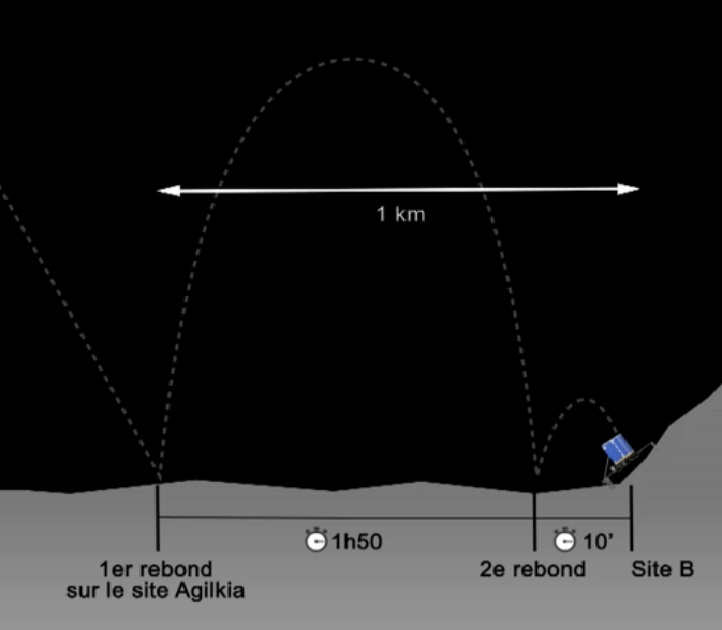 1 km
1h50
10'
1er rebond
sur le site Agilkia
2e rebond
Site B